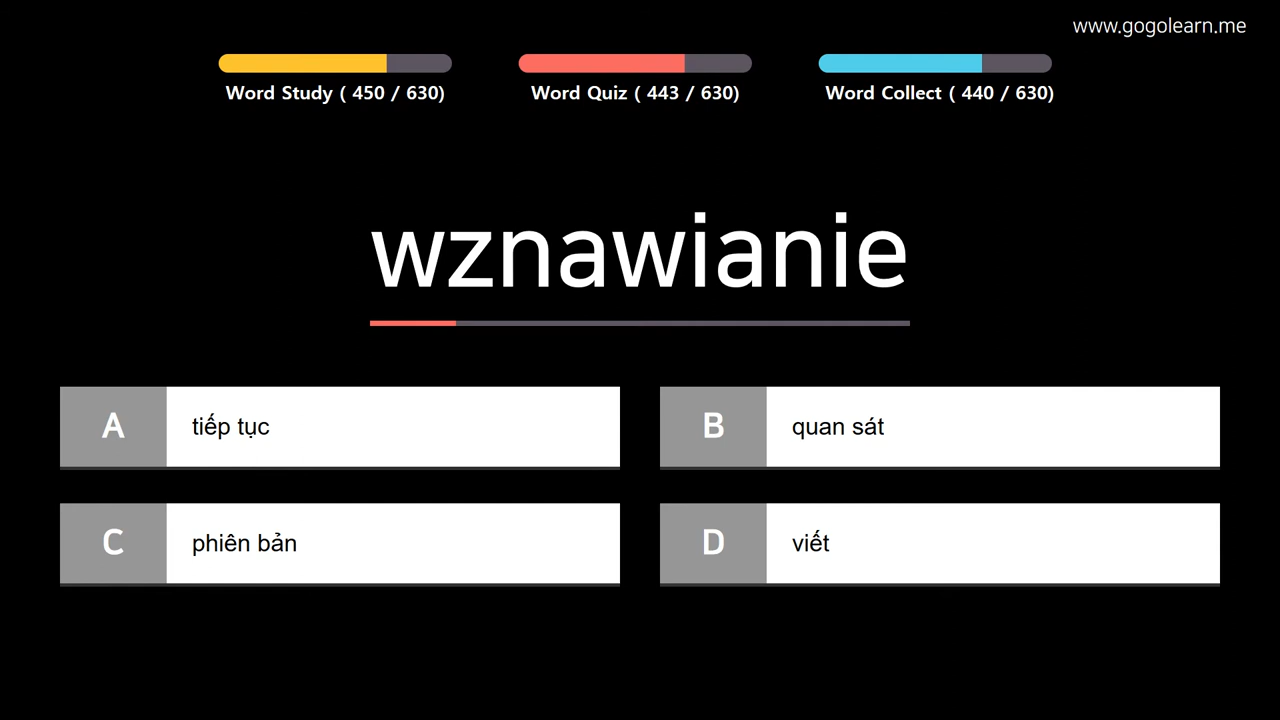 www.gogolearn.me
Word Study ( 450 / 630)
Word Quiz ( 443 / 630)
Word Collect ( 440 / 630)
wznawianie
A tiếp tục
B quan sát
C phiên bản
D viết